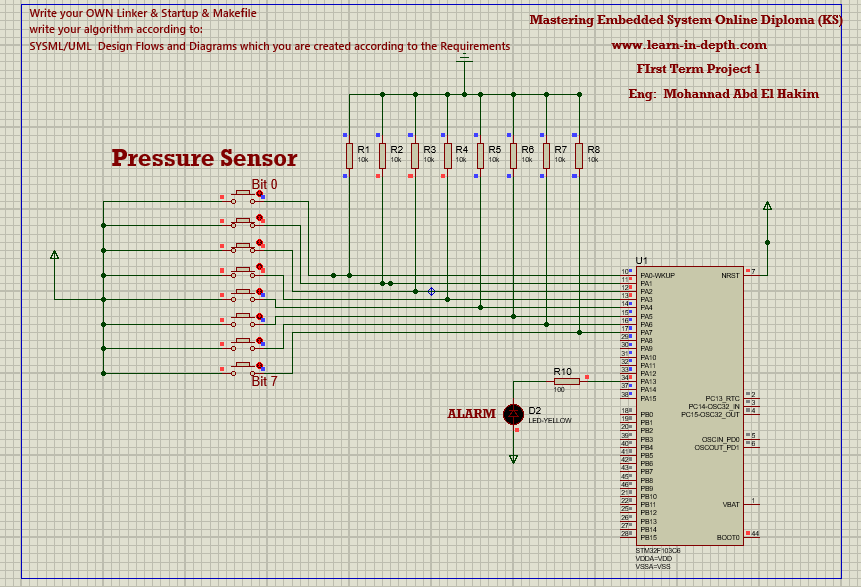 Write your OWN Linker & Startup & Makefile
write your algorithm according to:
SYSML/UML Design Flows and Diagrams which you are created according to the Requirements
Mastering Embedded System Online Diploma (KS)
www.learn-in-depth.com
FIrst Term Project 1
Eng: Mohannad Abd El Hakim
Pressure Sensor
Bit 0
Bit 7
R1
10k
R2
10k
R3
10k
R4
10k
R5
10k
R6
10k
R7
10k
R8
10k
R10
100
ALARM
D2
LED-YELLOW
U1
10 PA0-WKUP
11 PA1
12 PA2
13 PA3
14 PA4
15 PA5
16 PA6
17 PA7
29 PA8
30 PA9
31 PA10
32 PA11
33 PA12
34 PA13
37 PA14
38 PA15
18 PB0
19 PB1
20 PB2
39 PB3
40 PB4
41 PB5
42 PB6
43 PB7
45 PB8
46 PB9
21 PB10
22 PB11
25 PB12
26 PB13
27 PB14
28 PB15
NRST 7
PC13_RTC 2
PC14-OSC32_IN 3
PC15-OSC32_OUT 4
OSCIN_PD0 5
OSCOUT_PD1 6
VBAT 1
BOOT0 44
STM32F103C6
VDDA=VDD
VSSA=VSS